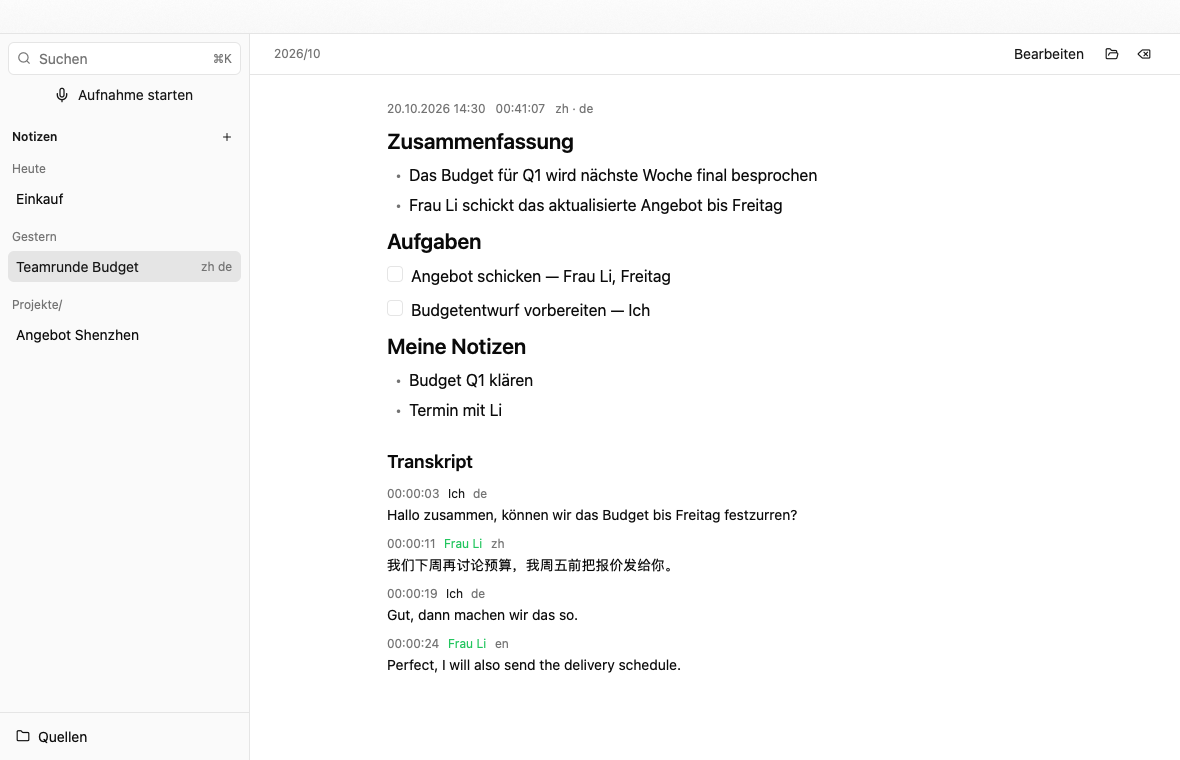 Suchen ⌘K
Aufnahme starten
Notizen +
Heute
Einkauf
Gestern
Teamrunde Budget zh de
Projekte/
Angebot Shenzhen
Quellen
2026/10 Bearbeiten
20.10.2026 14:30 00:41:07 zh · de
Zusammenfassung
• Das Budget für Q1 wird nächste Woche final besprochen
• Frau Li schickt das aktualisierte Angebot bis Freitag
Aufgaben
Angebot schicken — Frau Li, Freitag
Budgetentwurf vorbereiten — Ich
Meine Notizen
• Budget Q1 klären
• Termin mit Li
Transkript
00:00:03 Ich de
Hallo zusammen, können wir das Budget bis Freitag festzurren?
00:00:11 Frau Li zh
我们下周再讨论预算，我周五前把报价发给你。
00:00:19 Ich de
Gut, dann machen wir das so.
00:00:24 Frau Li en
Perfect, I will also send the delivery schedule.